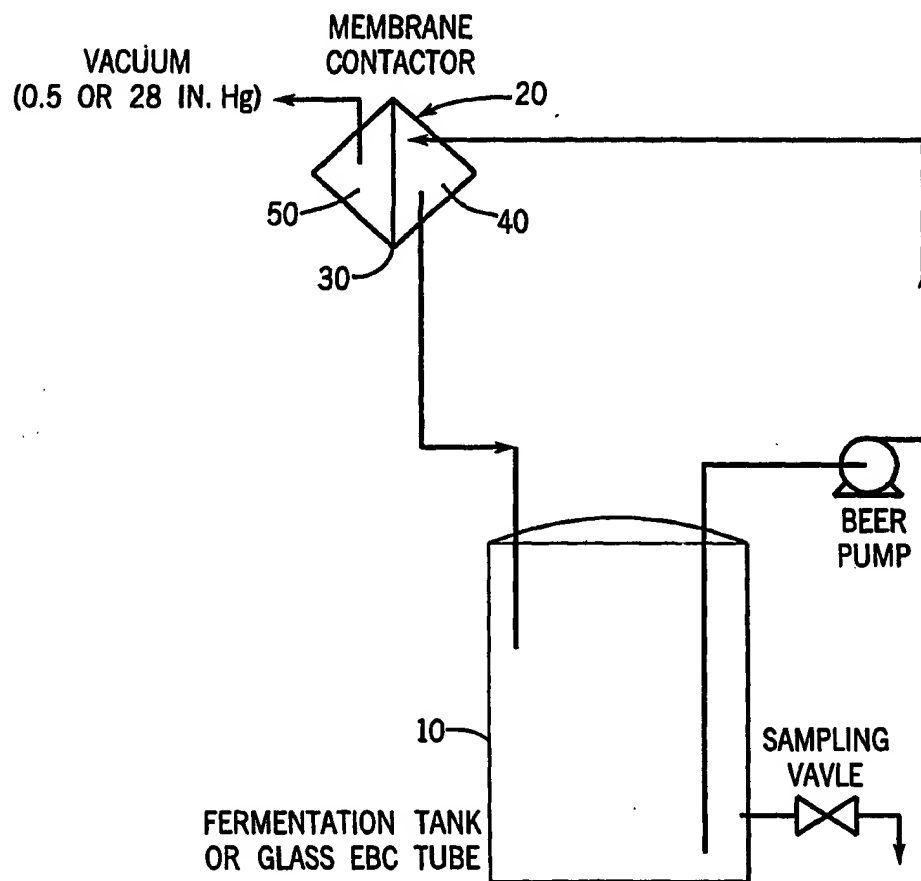 MEMBRANE
CONTACTOR
VACUUM
(0.5 OR 28 IN. Hg)
20
50
40
30
BEER
PUMP
10
SAMPLING
VAVLE
FERMENTATION TANK
OR GLASS EBC TUBE